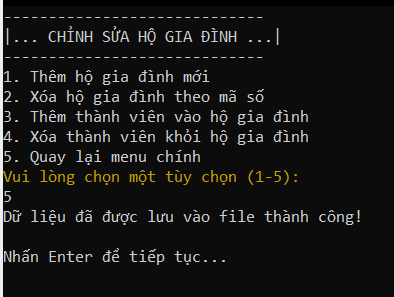 ---------------------------
|... CHỈNH SỬA HỘ GIA ĐÌNH ...|
---------------------------
1. Thêm hộ gia đình mới
2. Xóa hộ gia đình theo mã số
3. Thêm thành viên vào hộ gia đình
4. Xóa thành viên khỏi hộ gia đình
5. Quay lại menu chính
Vui lòng chọn một tùy chọn (1-5):
5
Dữ liệu đã được lưu vào file thành công!
Nhấn Enter để tiếp tục...